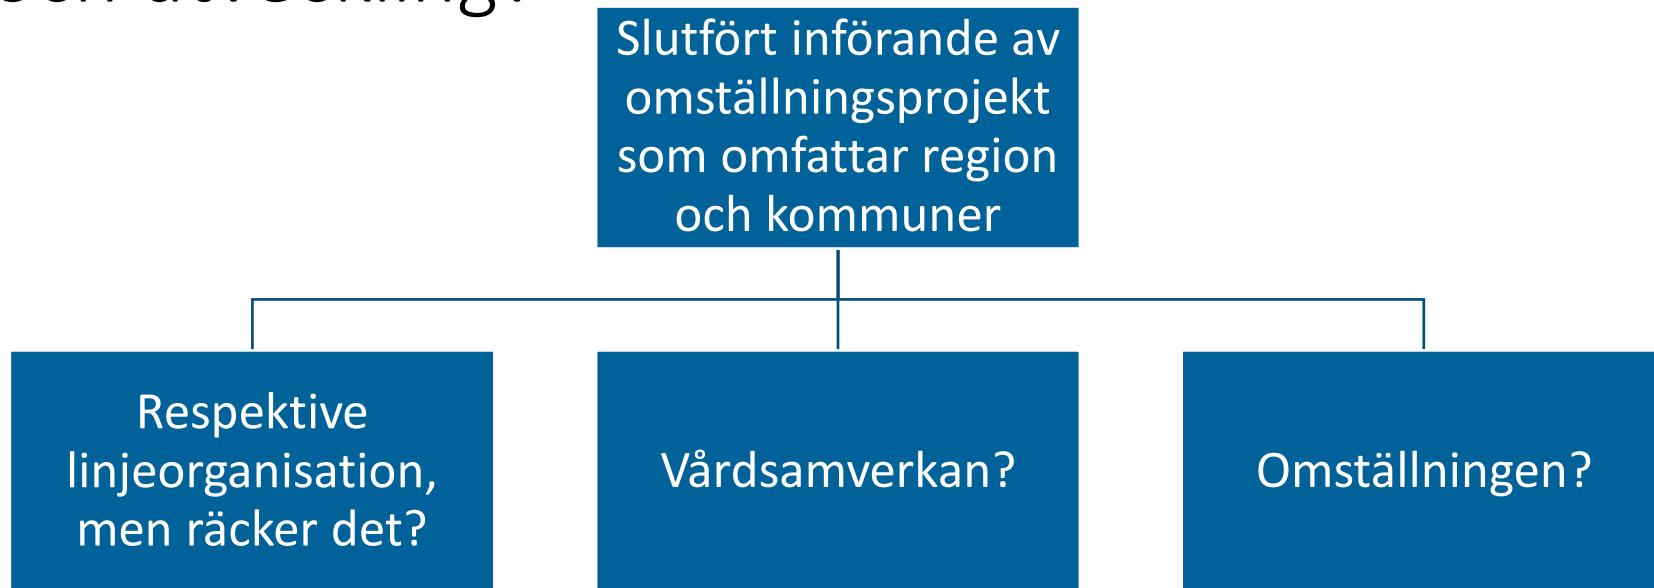 Slutfört införande av
omställningsprojekt
som omfattar region
och kommuner
Respektive
linjeorganisation,
men räcker det?
Vårdsamverkan?
Omställningen?